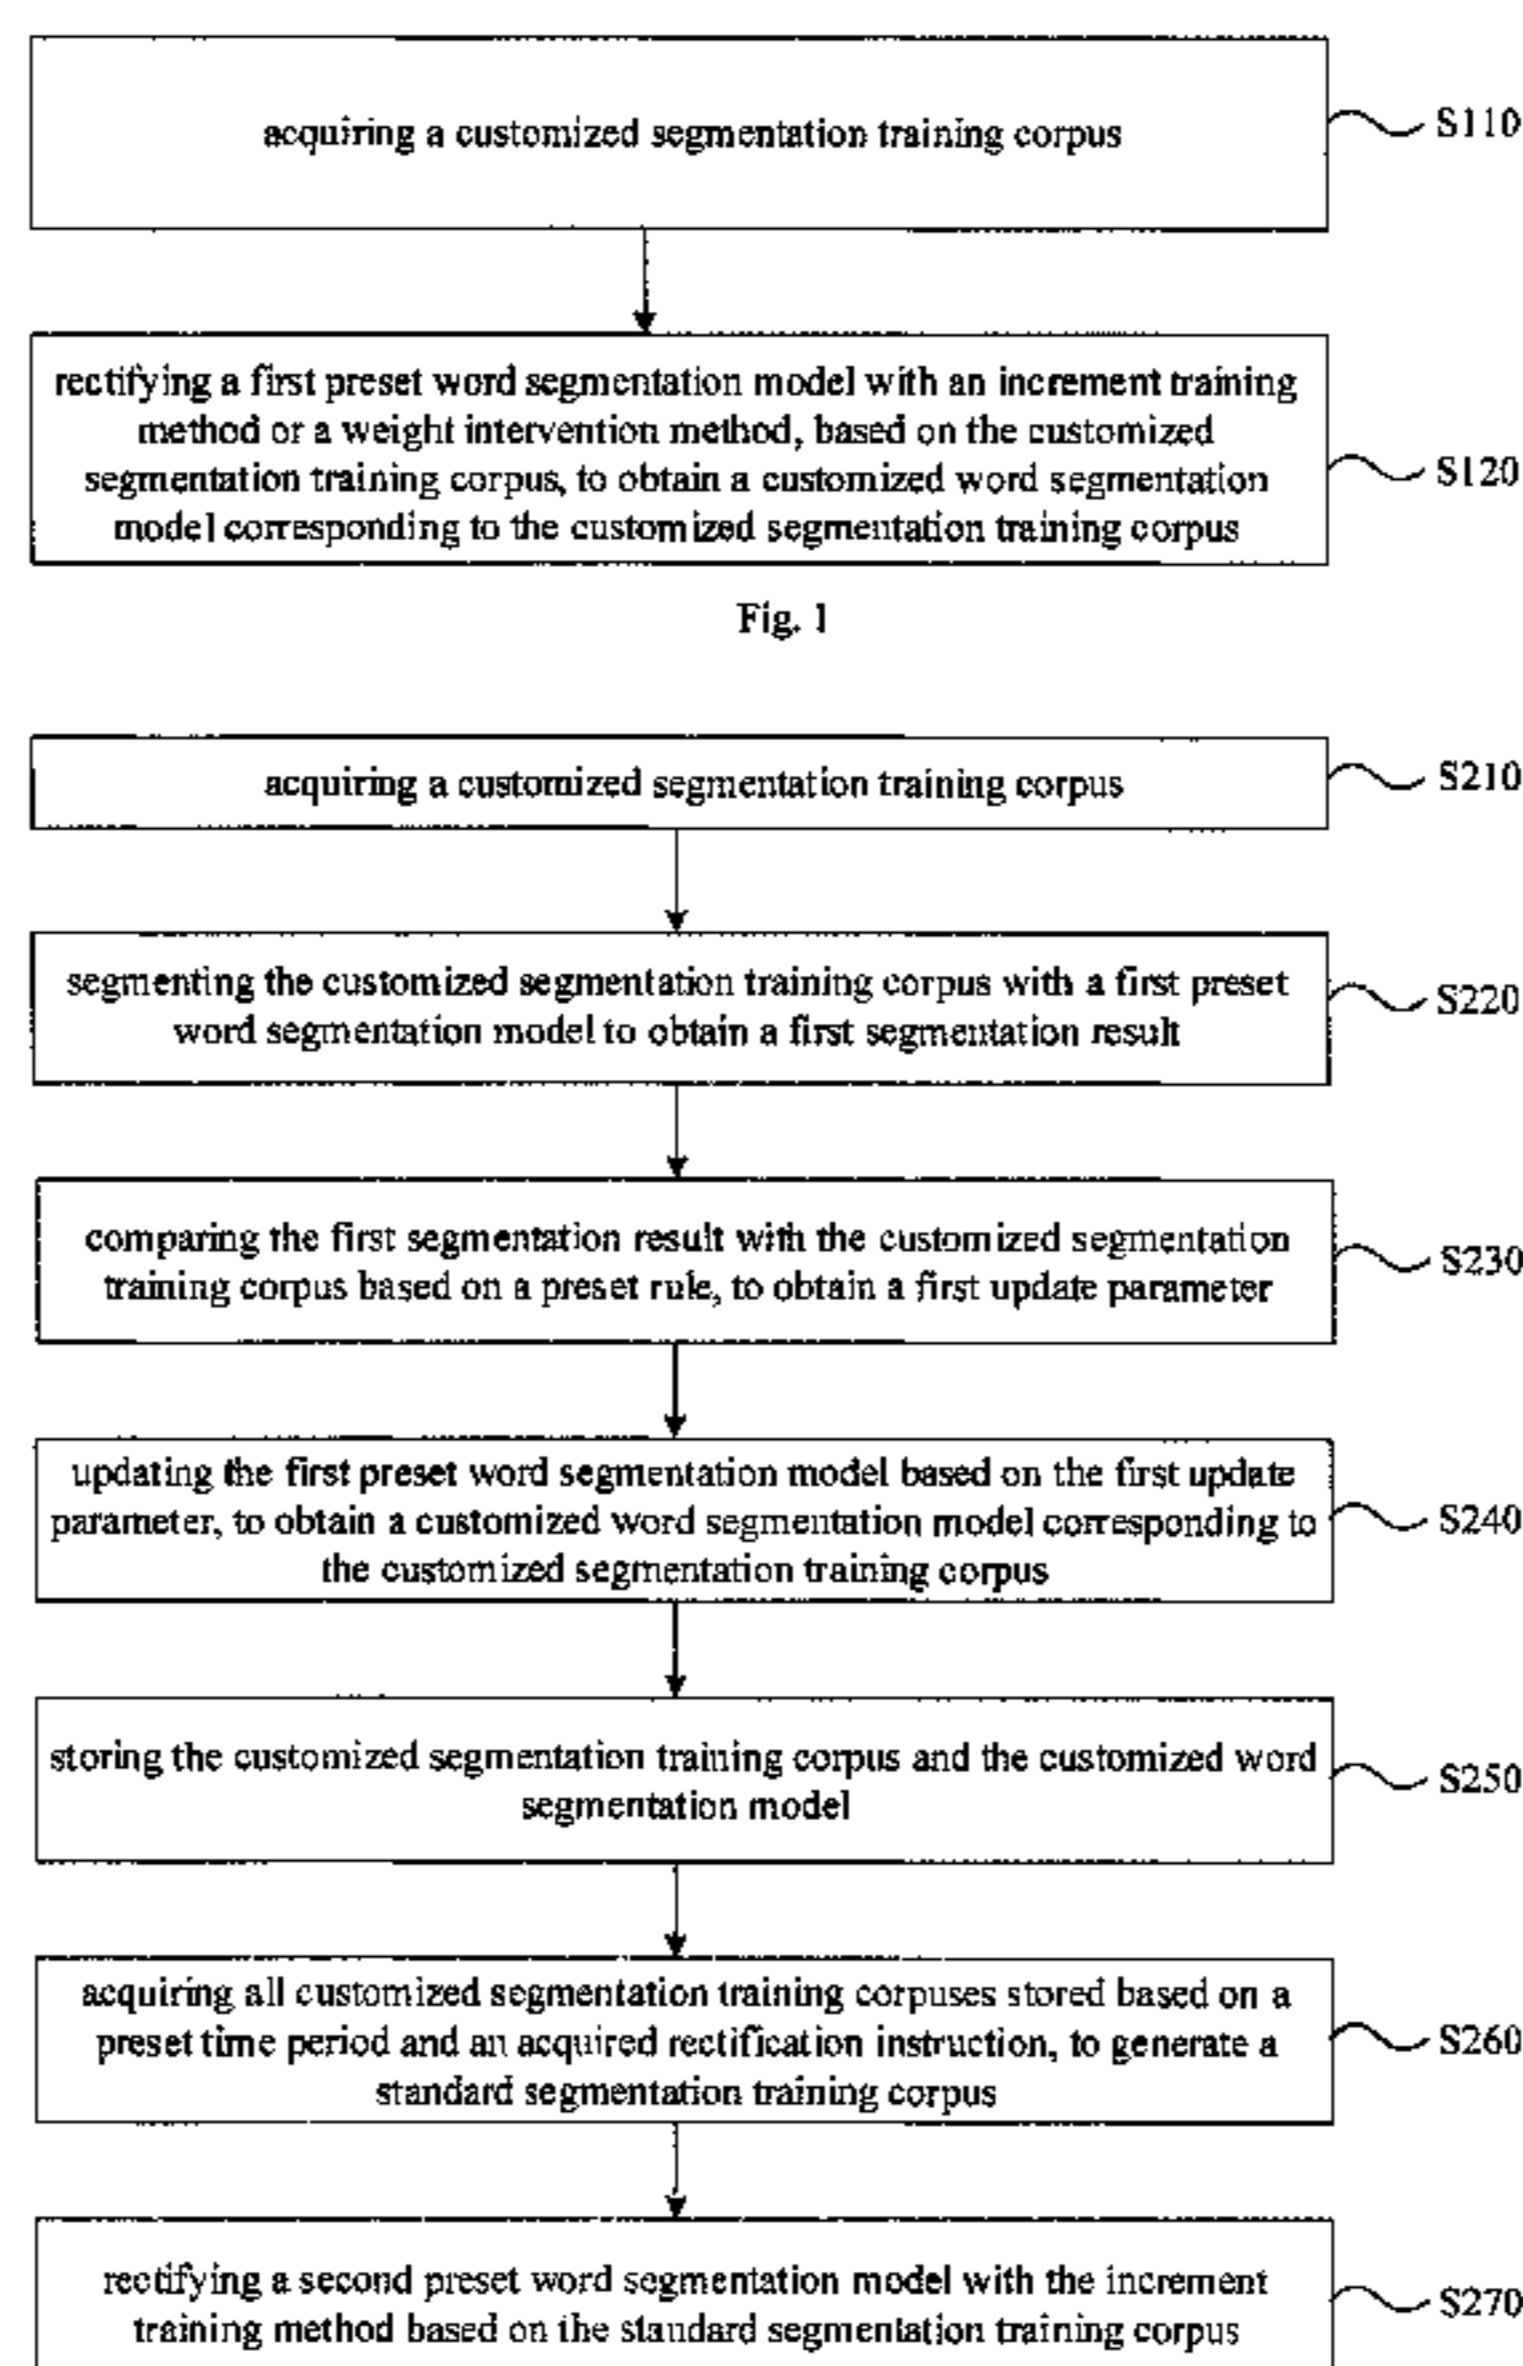 acquiring a customized segmentation training corpus
S110
rectifying a first preset word segmentation model with an increment training
method or a weight intervention method, based on the customized
segmentation training corpus, to obtain a customized word segmentation
model corresponding to the customized segmentation training corpus
S120
Fig. 1
acquiring a customized segmentation training corpus
S210
segmenting the customized segmentation training corpus with a first preset
word segmentation model to obtain a first segmentation result
S220
comparing the first segmentation result with the customized segmentation
training corpus based on a preset rule, to obtain a first update parameter
S230
updating the first preset word segmentation model based on the first update
parameter, to obtain a customized word segmentation model corresponding to
the customized segmentation training corpus
S240
storing the customized segmentation training corpus and the customized word
segmentation model
S250
acquiring all customized segmentation training corpuses stored based on a
preset time period and an acquired rectification instruction, to generate a
standard segmentation training corpus
S260
rectifying a second preset word segmentation model with the increment
training method based on the standard segmentation training corpus
S270